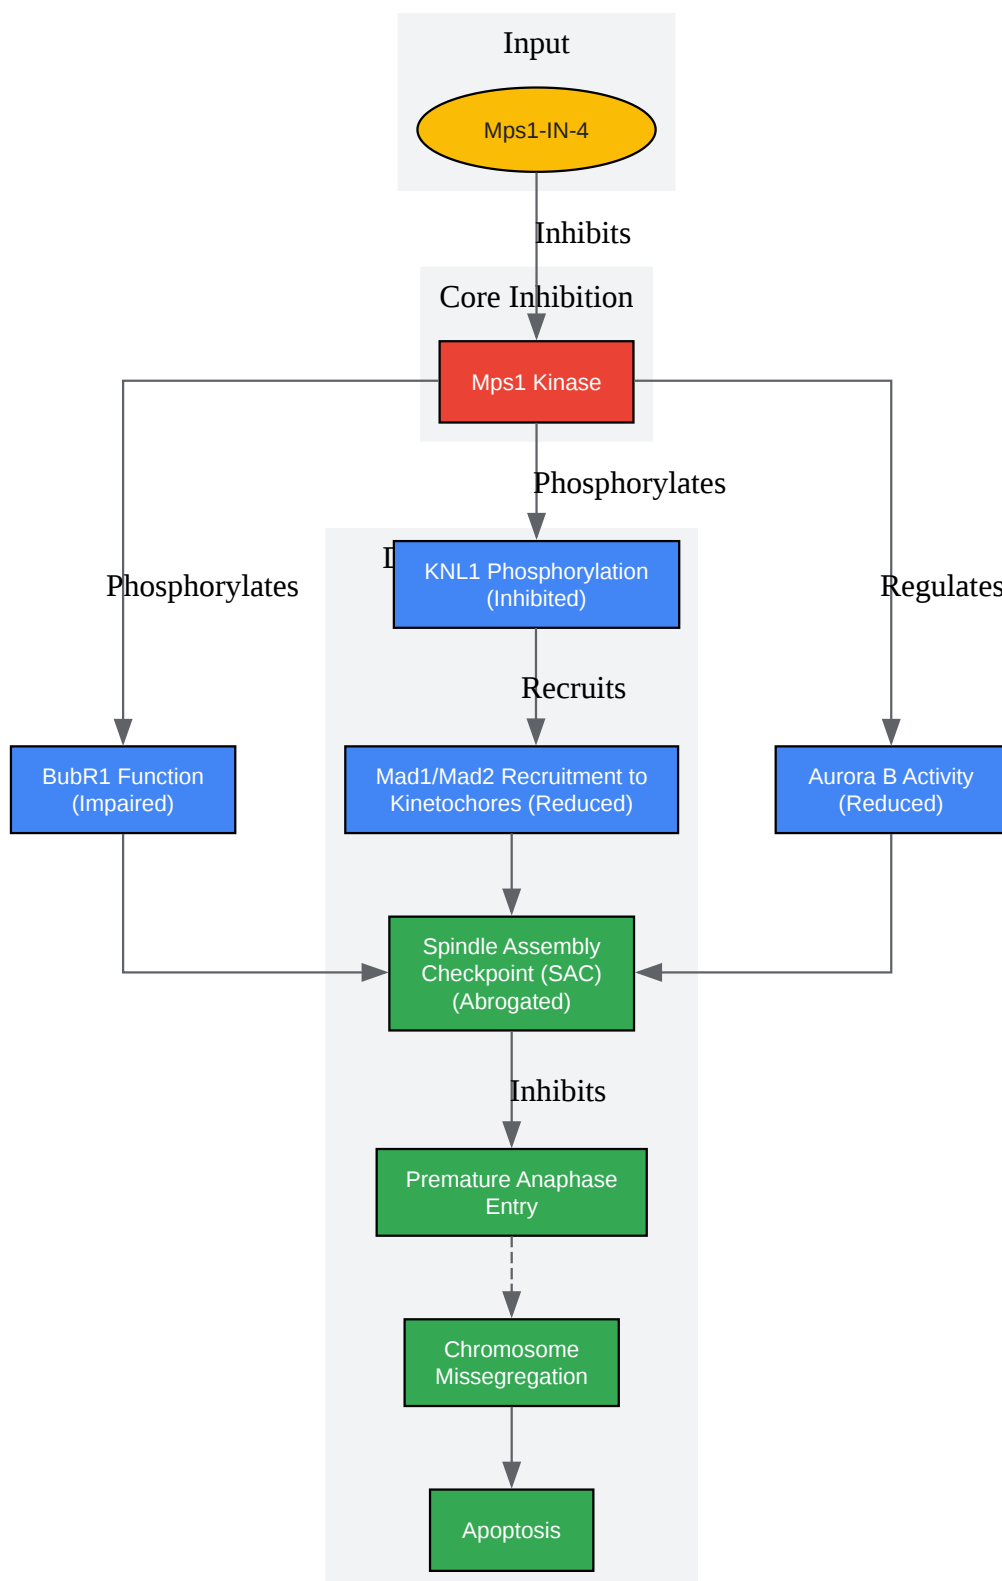 Input
Mps1-IN-4
Inhibits
Core Inhibition
Mps1 Kinase
Phosphorylates
KNL1 Phosphorylation
(Inhibited)
Phosphorylates
Regulates
Recruits
BubR1 Function
(Impaired)
Mad1/Mad2 Recruitment to
Kinetochores (Reduced)
Aurora B Activity
(Reduced)
Spindle Assembly
Checkpoint (SAC)
(Abrogated)
Inhibits
Premature Anaphase
Entry
Chromosome
Missegregation
Apoptosis